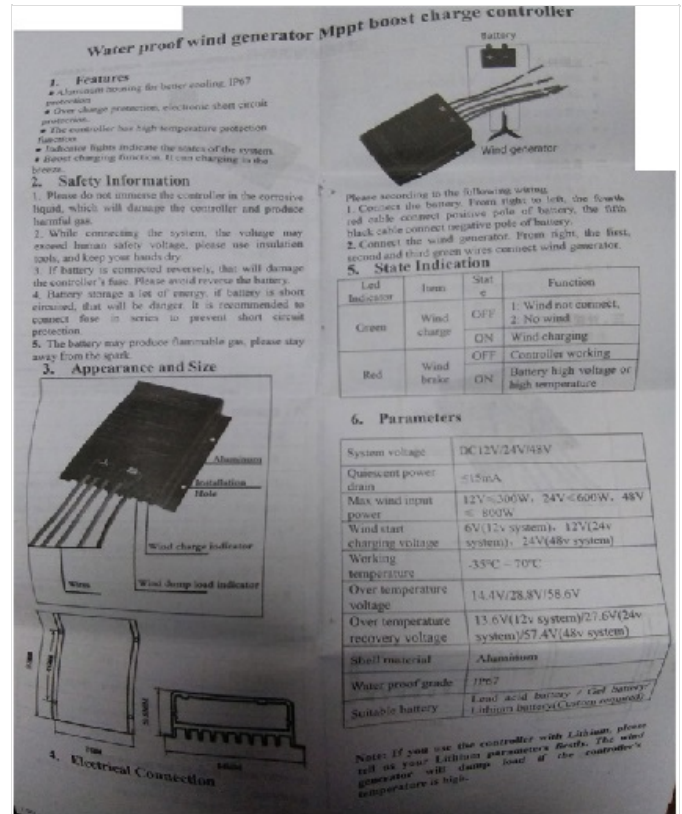 Water proof wind generator Mppt boost charge controller
1. Features
• Aluminum housing for better cooling, IP67
protection
• Over charge protection, electronic short circuit
protection.
• The controller has high temperature protection
function
• Indicator lights indicate the states of the system.
• Boost charging function. It can charging in the
breeze.
2. Safety Information
1. Please do not immerse the controller in the corrosive
liquid, which will damage the controller and produce
harmful gas.
2. While connecting the system, the voltage may
exceed human safety voltage, please use insulation
tools, and keep your hands dry.
3. If battery is connected reversely, that will damage
the controller's fuse. Please avoid reverse the battery.
4. Battery storage a lot of energy, if battery is short
circuited, that will be danger. It is recommended to
connect fuse in series to prevent short circuit
protection.
5. The battery may produce flammable gas, please stay
away from the spark.
3. Appearance and Size
Aluminum
Installation
Hole
Wind charge indicator
Wires
Wind dump load indicator
4. Electrical Connection
Battery
Wind generator
Please according to the following wiring.
1. Connect the battery. From right to left, the fourth
red cable connect positive pole of battery, the fifth
black cable connect negative pole of battery.
2. Connect the wind generator. From right, the first,
second and third green wires connect wind generator.
5. State Indication
Led Indicator Item State Function
Green Wind charge OFF 1. Wind not connect, 2. No wind
ON Wind charging
Red Wind brake OFF Controller working
ON Battery high voltage or high temperature
6. Parameters
System voltage DC12V/24V/48V
Quiescent power drain ≤15mA
Max wind input power 12V≤300W, 24V≤600W, 48V ≤ 800W
Wind start charging voltage 6V(12v system), 12V(24v system), 24V(48v system)
Working temperature -35℃ ~ 70℃
Over temperature voltage 14.4V/28.8V/58.6V
Over temperature recovery voltage 13.6V(12v system)/27.6V(24v system)/57.4V(48v system)
Shell material Aluminum
Water proof grade IP67
Suitable battery Lead acid battery / Gel battery/ Lithium battery(Custom required)
Note: If you use the controller with Lithium, please
tell us your Lithium parameters firstly. The wind
generator will dump load if the controller's
temperature is high.